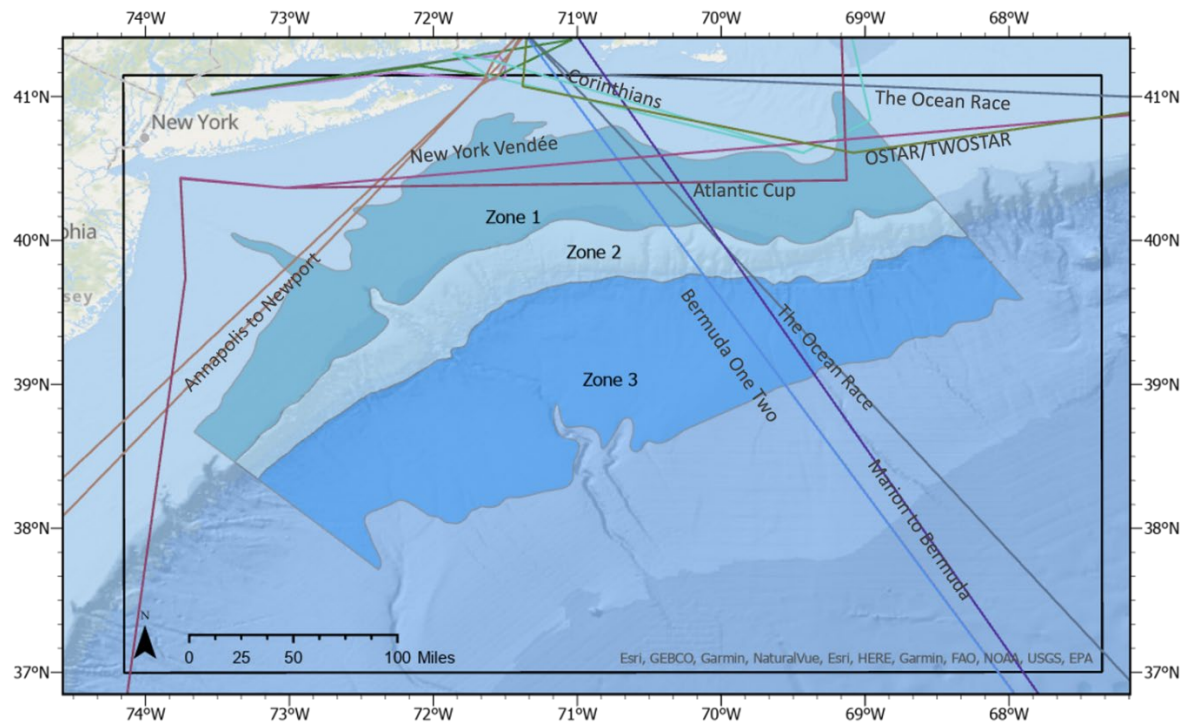 74°W 73°W 72°W 71°W 70°W 69°W 68°W
Corinthians
41°N The Ocean Race 41°N
New York
New York Vendée OSTAR/TWOSTAR
Atlantic Cup
Zone 1
phia
40°N 40°N
Zone 2
sey
Annapolis to Newport
Bermuda One Two
The Ocean Race
39°N Zone 3 39°N
Marion to Bermuda
38°N 38°N
N
0 25 50 100 Miles
Esri, GEBCO, Garmin, NaturalVue, Esri, HERE, Garmin, FAO, NOAA, USGS, EPA
37°N 37°N
74°W 73°W 72°W 71°W 70°W 69°W 68°W